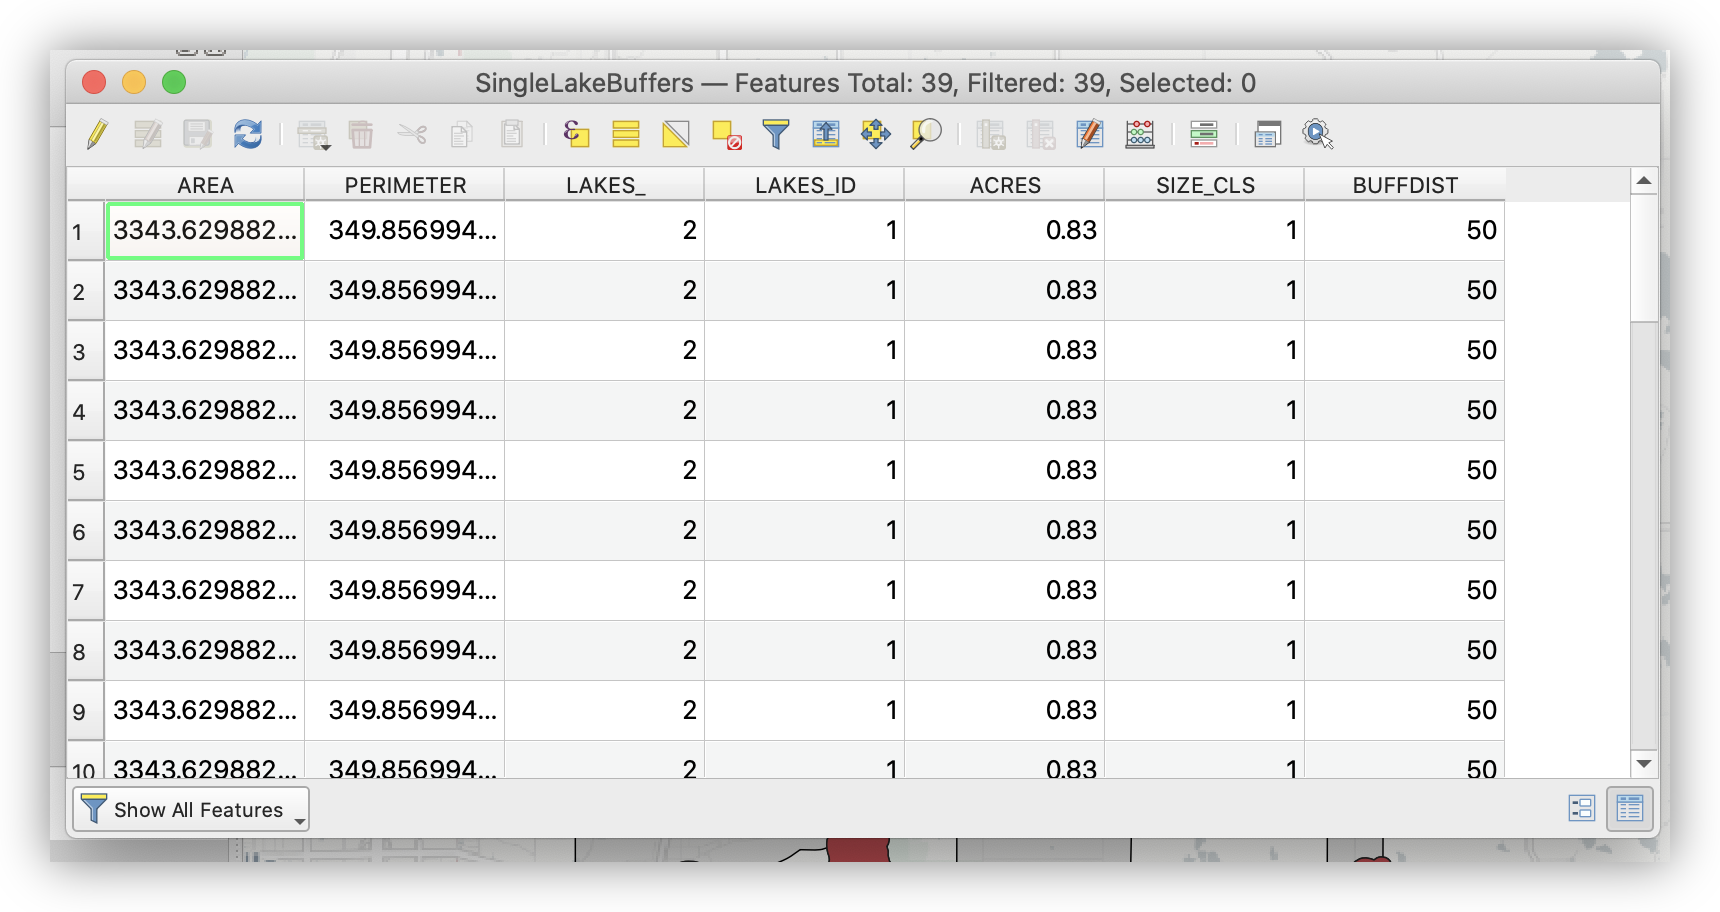 SingleLakeBuffers — Features Total: 39, Filtered: 39, Selected: 0
AREA PERIMETER LAKES_ LAKES_ID ACRES SIZE_CLS BUFFDIST
1 3343.629882... 349.856994... 2 1 0.83 1 50
2 3343.629882... 349.856994... 2 1 0.83 1 50
3 3343.629882... 349.856994... 2 1 0.83 1 50
4 3343.629882... 349.856994... 2 1 0.83 1 50
5 3343.629882... 349.856994... 2 1 0.83 1 50
6 3343.629882... 349.856994... 2 1 0.83 1 50
7 3343.629882... 349.856994... 2 1 0.83 1 50
8 3343.629882... 349.856994... 2 1 0.83 1 50
9 3343.629882... 349.856994... 2 1 0.83 1 50
10 3343.629882... 349.856994... 2 1 0.83 1 50
Show All Features